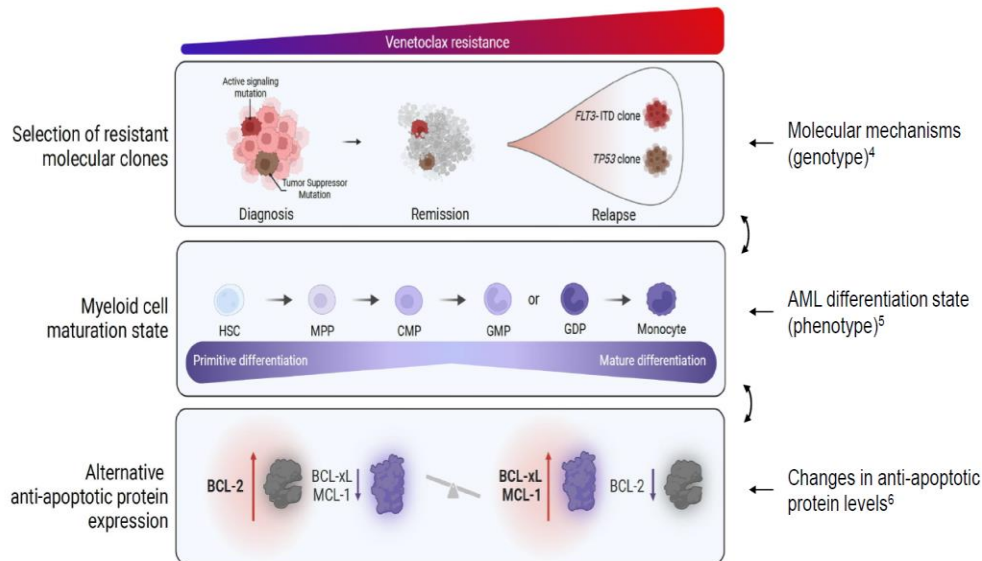 Venetoclax resistance
Selection of resistant
molecular clones
Active signaling
mutation
Tumor Suppressor
Mutation
Diagnosis
Remission
FLT3- ITD clone
TP53 clone
Relapse
Molecular mechanisms
(genotype)4
Myeloid cell
maturation state
HSC
MPP
CMP
GMP
or
GDP
Monocyte
Primitive differentiation
Mature differentiation
AML differentiation state
(phenotype)5
Alternative
anti-apoptotic protein
expression
BCL-2
BCL-xL
MCL-1
BCL-xL
MCL-1
BCL-2
Changes in anti-apoptotic
protein levels6